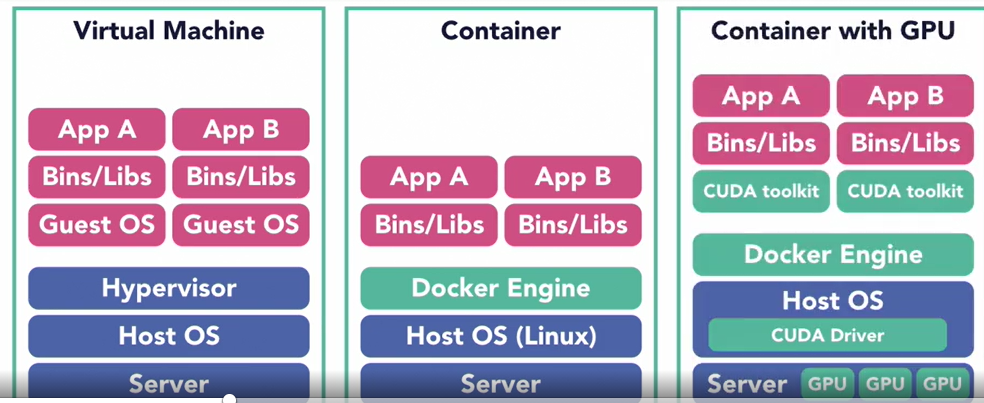 Virtual Machine
App A App B
Bins/Libs Bins/Libs
Guest OS Guest OS
Hypervisor
Host OS
Server
Container
App A App B
Bins/Libs Bins/Libs
Docker Engine
Host OS (Linux)
Server
Container with GPU
App A App B
Bins/Libs Bins/Libs
CUDA toolkit CUDA toolkit
Docker Engine
Host OS
CUDA Driver
Server GPU GPU GPU